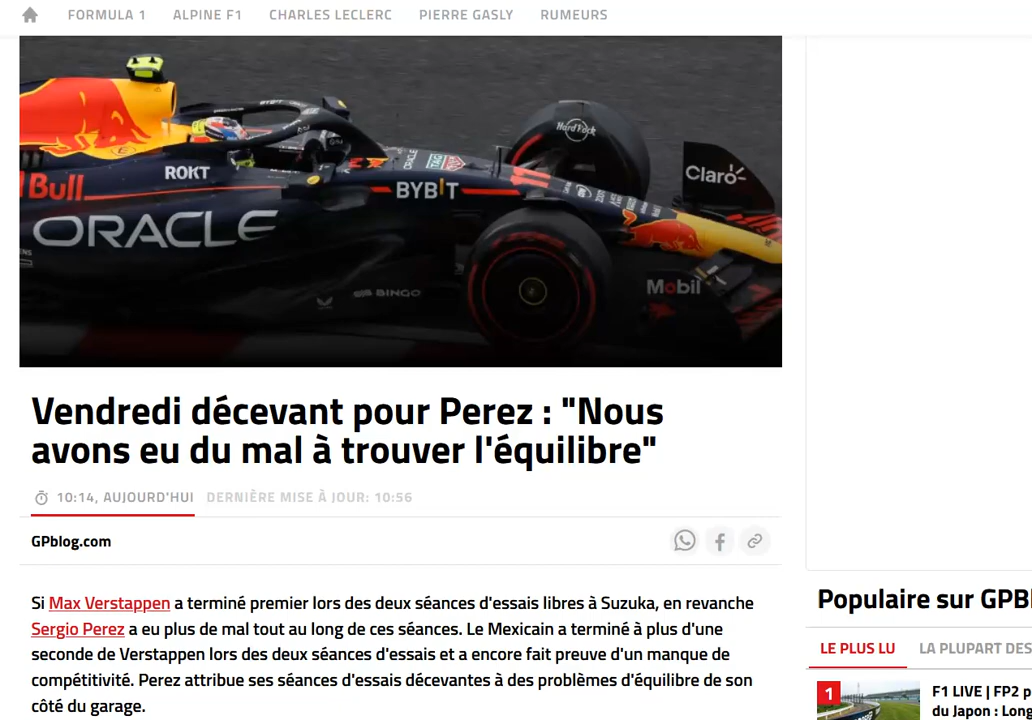 FORMULA 1 ALPINE F1 CHARLES LECLERC PIERRE GASLY RUMEURS
Hard Rock
ORACLE
TAG
ROKT
BYBIT
11
Claro
Bull
ORACLE
Mobil
BINGO
Vendredi décevant pour Perez : "Nous
avons eu du mal à trouver l'équilibre"
10:14, AUJOURD'HUI DERNIÈRE MISE À JOUR: 10:56
GPblog.com
Si Max Verstappen a terminé premier lors des deux séances d'essais libres à Suzuka, en revanche
Sergio Perez a eu plus de mal tout au long de ces séances. Le Mexicain a terminé à plus d'une
seconde de Verstappen lors des deux séances d'essais et a encore fait preuve d'un manque de
compétitivité. Perez attribue ses séances d'essais décevantes à des problèmes d'équilibre de son
côté du garage.
Populaire sur GPB
LE PLUS LU LA PLUPART DES
1
F1 LIVE | FP2 p
du Japon : Long